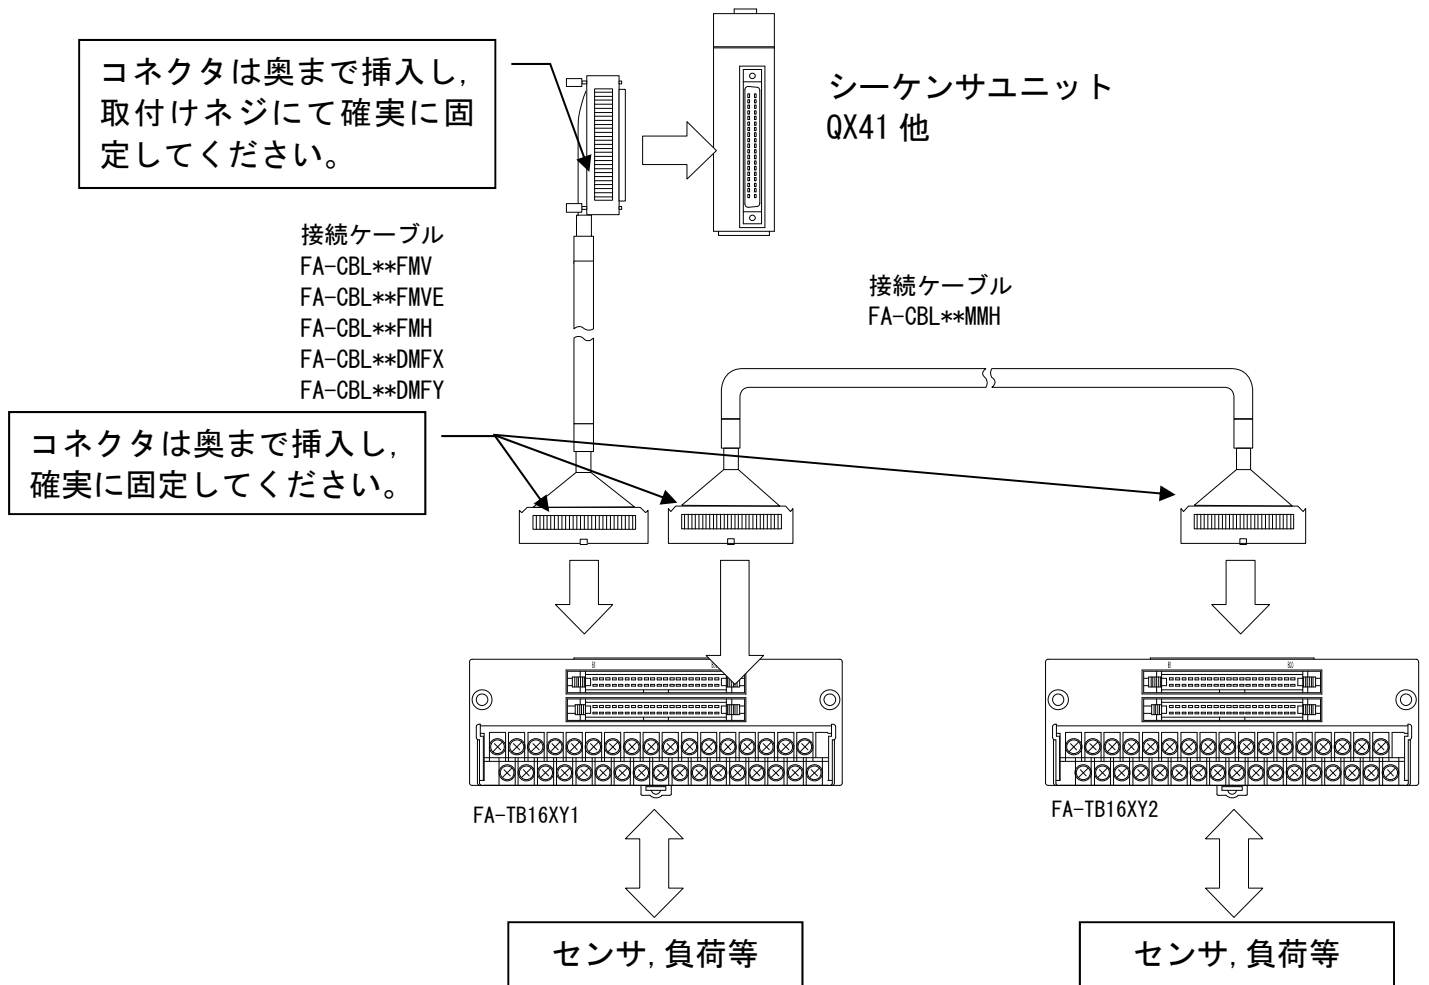 コネクタは奥まで挿入し,
取付けネジにて確実に固
定してください。
シーケンサユニット
QX41 他
接続ケーブル
FA-CBL**FMV
FA-CBL**FMVE
FA-CBL**FMH
FA-CBL**DMFX
FA-CBL**DMFY
接続ケーブル
FA-CBL**MMH
コネクタは奥まで挿入し,
確実に固定してください。
FA-TB16XY1
FA-TB16XY2
センサ,負荷等
センサ,負荷等